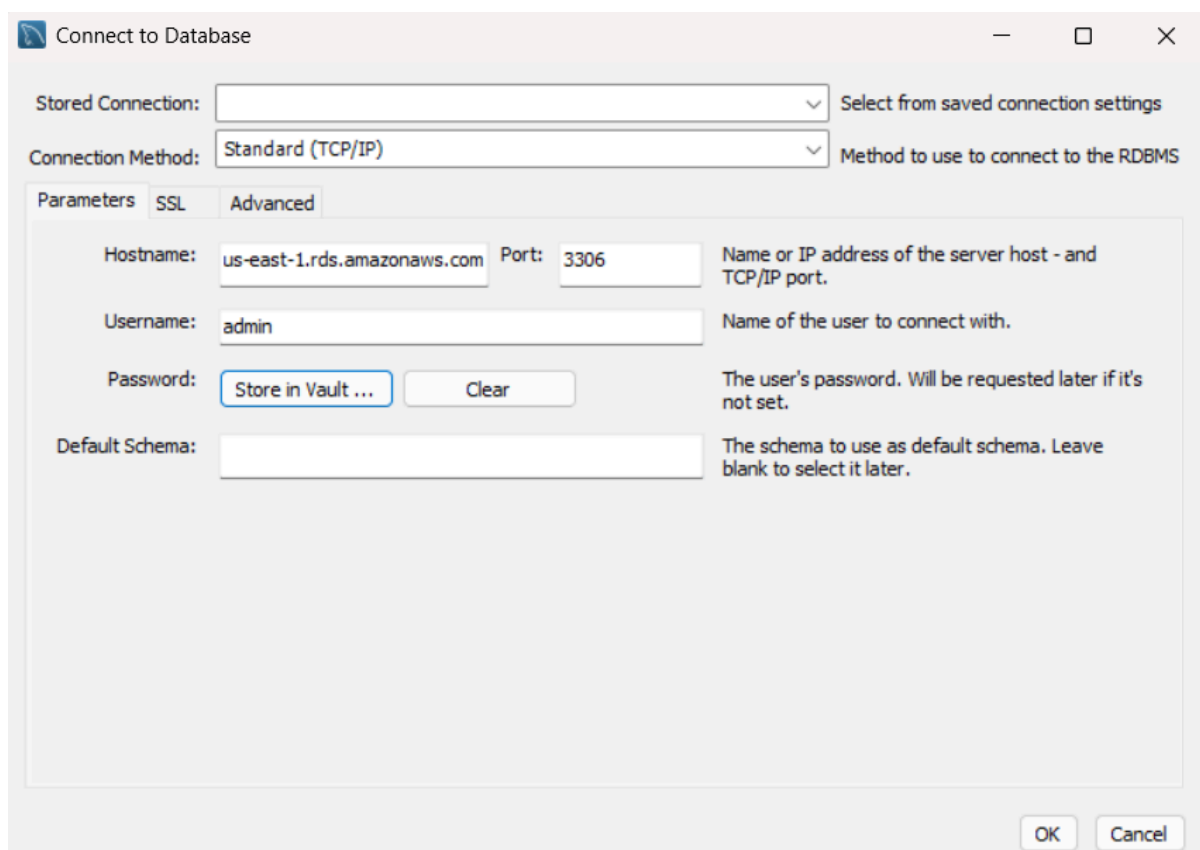 Connect to Database
Stored Connection:
Select from saved connection settings
Connection Method:
Standard (TCP/IP)
Method to use to connect to the RDBMS
Parameters
SSL
Advanced
Hostname:
us-east-1.rds.amazonaws.com
Port:
3306
Name or IP address of the server host - and
TCP/IP port.
Username:
admin
Name of the user to connect with.
Password:
Store in Vault ...
Clear
The user's password. Will be requested later if it's
not set.
Default Schema:
The schema to use as default schema. Leave
blank to select it later.
OK
Cancel